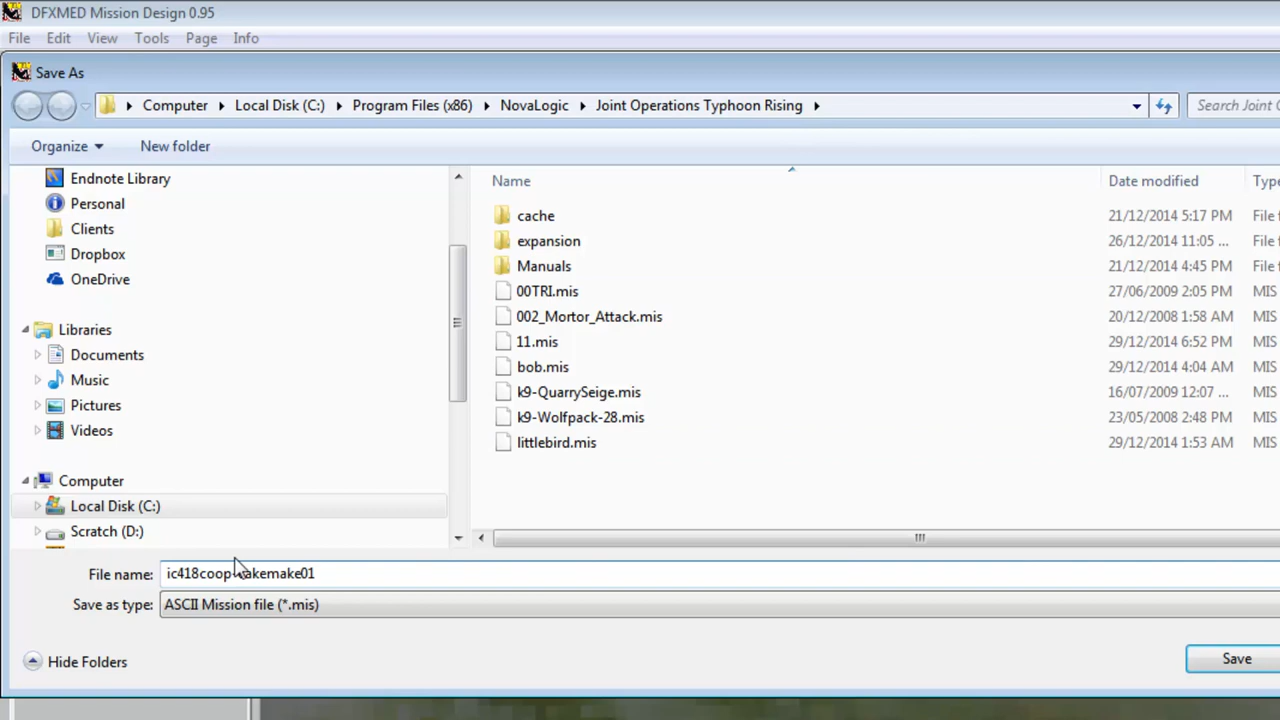 DFXMED Mission Design 0.95
File Edit View Tools Page Info
Save As
Computer Local Disk (C:) Program Files (x86) NovaLogic Joint Operations Typhoon Rising Search Joint O
Organize New folder
Name Date modified Type
Endnote Library
Personal
Clients
Dropbox
OneDrive
Libraries
Documents
Music
Pictures
Videos
Computer
Local Disk (C:)
Scratch (D:)
cache 21/12/2014 5:17 PM File f
expansion 26/12/2014 11:05 ... File f
Manuals 21/12/2014 4:45 PM File f
00TRI.mis 27/06/2009 2:05 PM MIS
002_Mortor_Attack.mis 20/12/2008 1:58 AM MIS
11.mis 29/12/2014 6:52 PM MIS
bob.mis 29/12/2014 4:04 AM MIS
k9-QuarrySeige.mis 16/07/2009 12:07 ... MIS
k9-Wolfpack-28.mis 23/05/2008 2:48 PM MIS
littlebird.mis 29/12/2014 1:53 AM MIS
File name:
Save as type: ASCII Mission file (*.mis)
Hide Folders Save